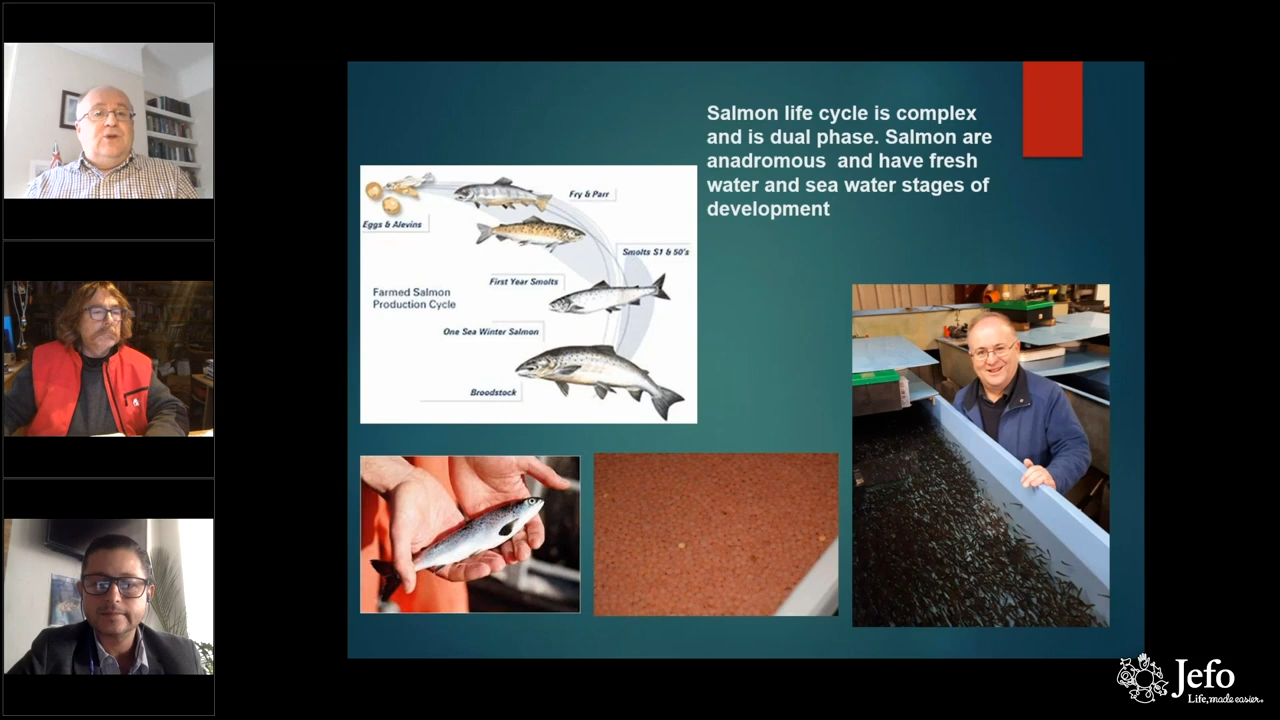 Salmon life cycle is complex
and is dual phase. Salmon are
anadromous and have fresh
water and sea water stages of
development
Fry & Parr
Eggs & Alevins
Smolts S1 & 50's
First Year Smolts
Farmed Salmon
Production Cycle
One Sea Winter Salmon
Broodstock
Jefo
Life, made easier.